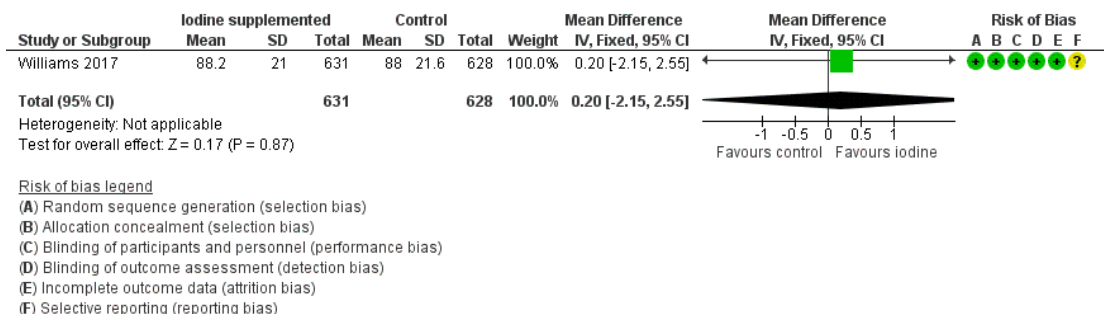 Iodine supplemented Control Mean Difference Mean Difference Risk of Bias
Study or Subgroup Mean SD Total Mean SD Total Weight IV, Fixed, 95% CI IV, Fixed, 95% CI A B C D E F
Williams 2017 88.2 21 631 88 21.6 628 100.0% 0.20 [-2.15, 2.55] + + + + + ?
Total (95% CI) 631 628 100.0% 0.20 [-2.15, 2.55]
Heterogeneity: Not applicable
Test for overall effect: Z = 0.17 (P = 0.87)
-1 -0.5 0 0.5 1
Favours control Favours iodine
Risk of bias legend
(A) Random sequence generation (selection bias)
(B) Allocation concealment (selection bias)
(C) Blinding of participants and personnel (performance bias)
(D) Blinding of outcome assessment (detection bias)
(E) Incomplete outcome data (attrition bias)
(F) Selective reporting (reporting bias)